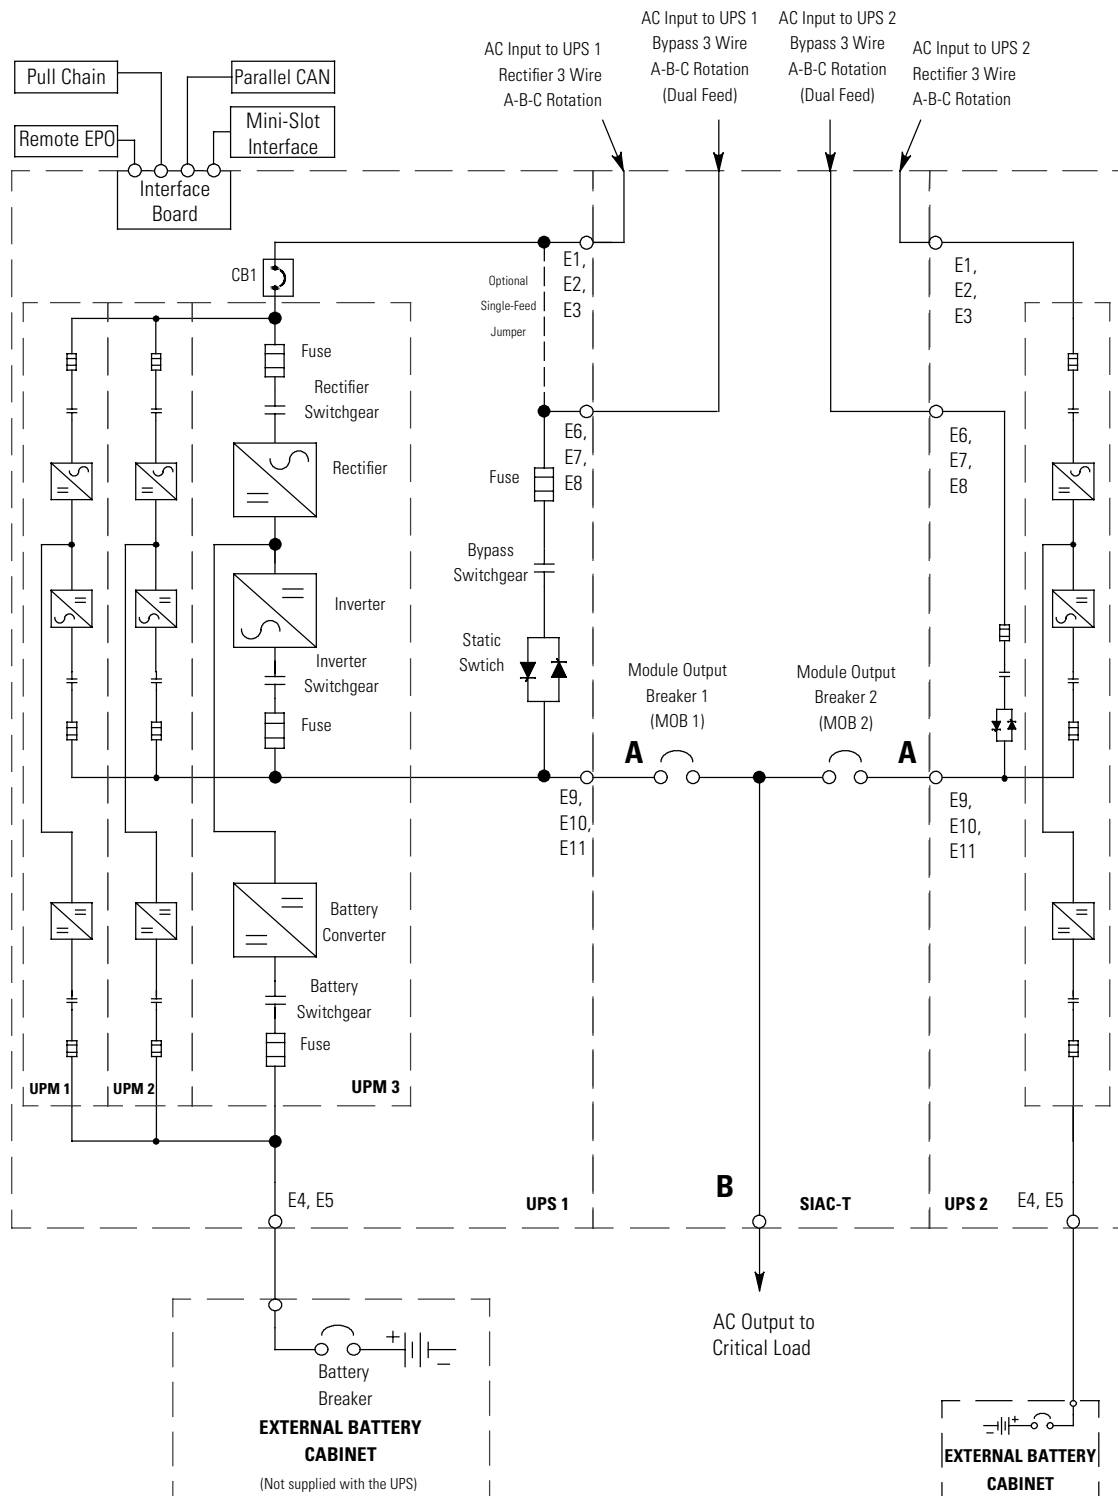 AC Input to UPS 1
Bypass 3 Wire
A-B-C Rotation
(Dual Feed)
AC Input to UPS 2
Bypass 3 Wire
A-B-C Rotation
(Dual Feed)
AC Input to UPS 1
Rectifier 3 Wire
A-B-C Rotation
AC Input to UPS 2
Rectifier 3 Wire
A-B-C Rotation
Pull Chain
Parallel CAN
Remote EPO
Mini-Slot
Interface
Interface
Board
CB1
E1,
E2,
E3
Optional
Single-Feed
Jumper
E1,
E2,
E3
Fuse
Rectifier
Switchgear
Rectifier
E6,
E7,
E8
Fuse
E6,
E7,
E8
Bypass
Switchgear
Inverter
Static
Swtich
Inverter
Switchgear
Fuse
Module Output
Breaker 1
(MOB 1)
Module Output
Breaker 2
(MOB 2)
A
A
E9,
E10,
E11
E9,
E10,
E11
Battery
Converter
Battery
Switchgear
Fuse
UPM 1
UPM 2
UPM 3
E4, E5
UPS 1
B
SIAC-T
UPS 2
E4, E5
AC Output to
Critical Load
+
–
Battery
Breaker
EXTERNAL BATTERY
CABINET
(Not supplied with the UPS)
–
+
EXTERNAL BATTERY
CABINET